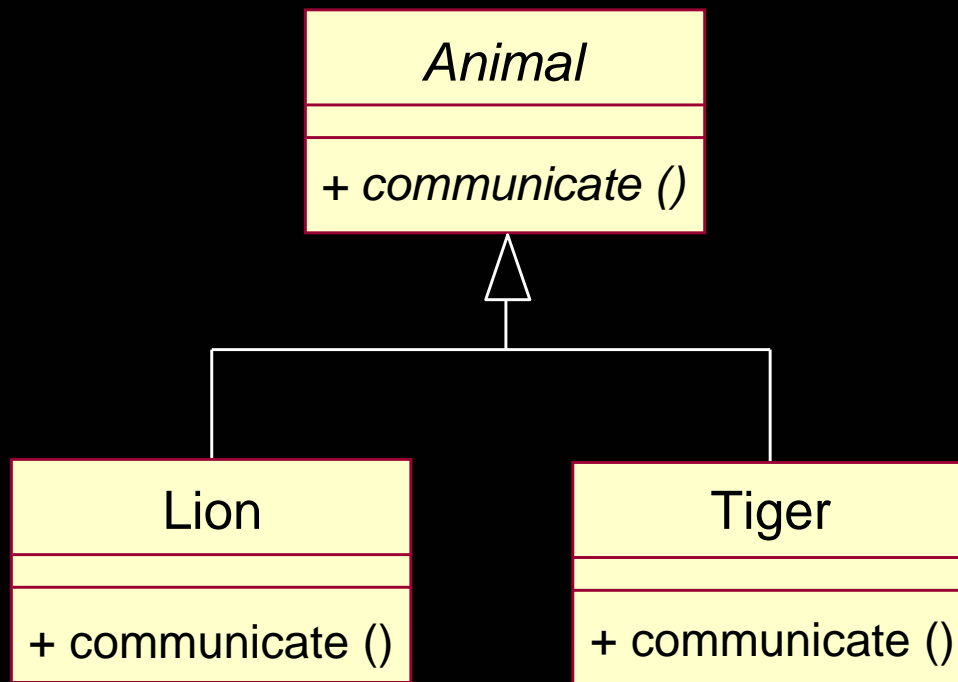 Animal
+ communicate ()
Lion
+ communicate ()
Tiger
+ communicate ()